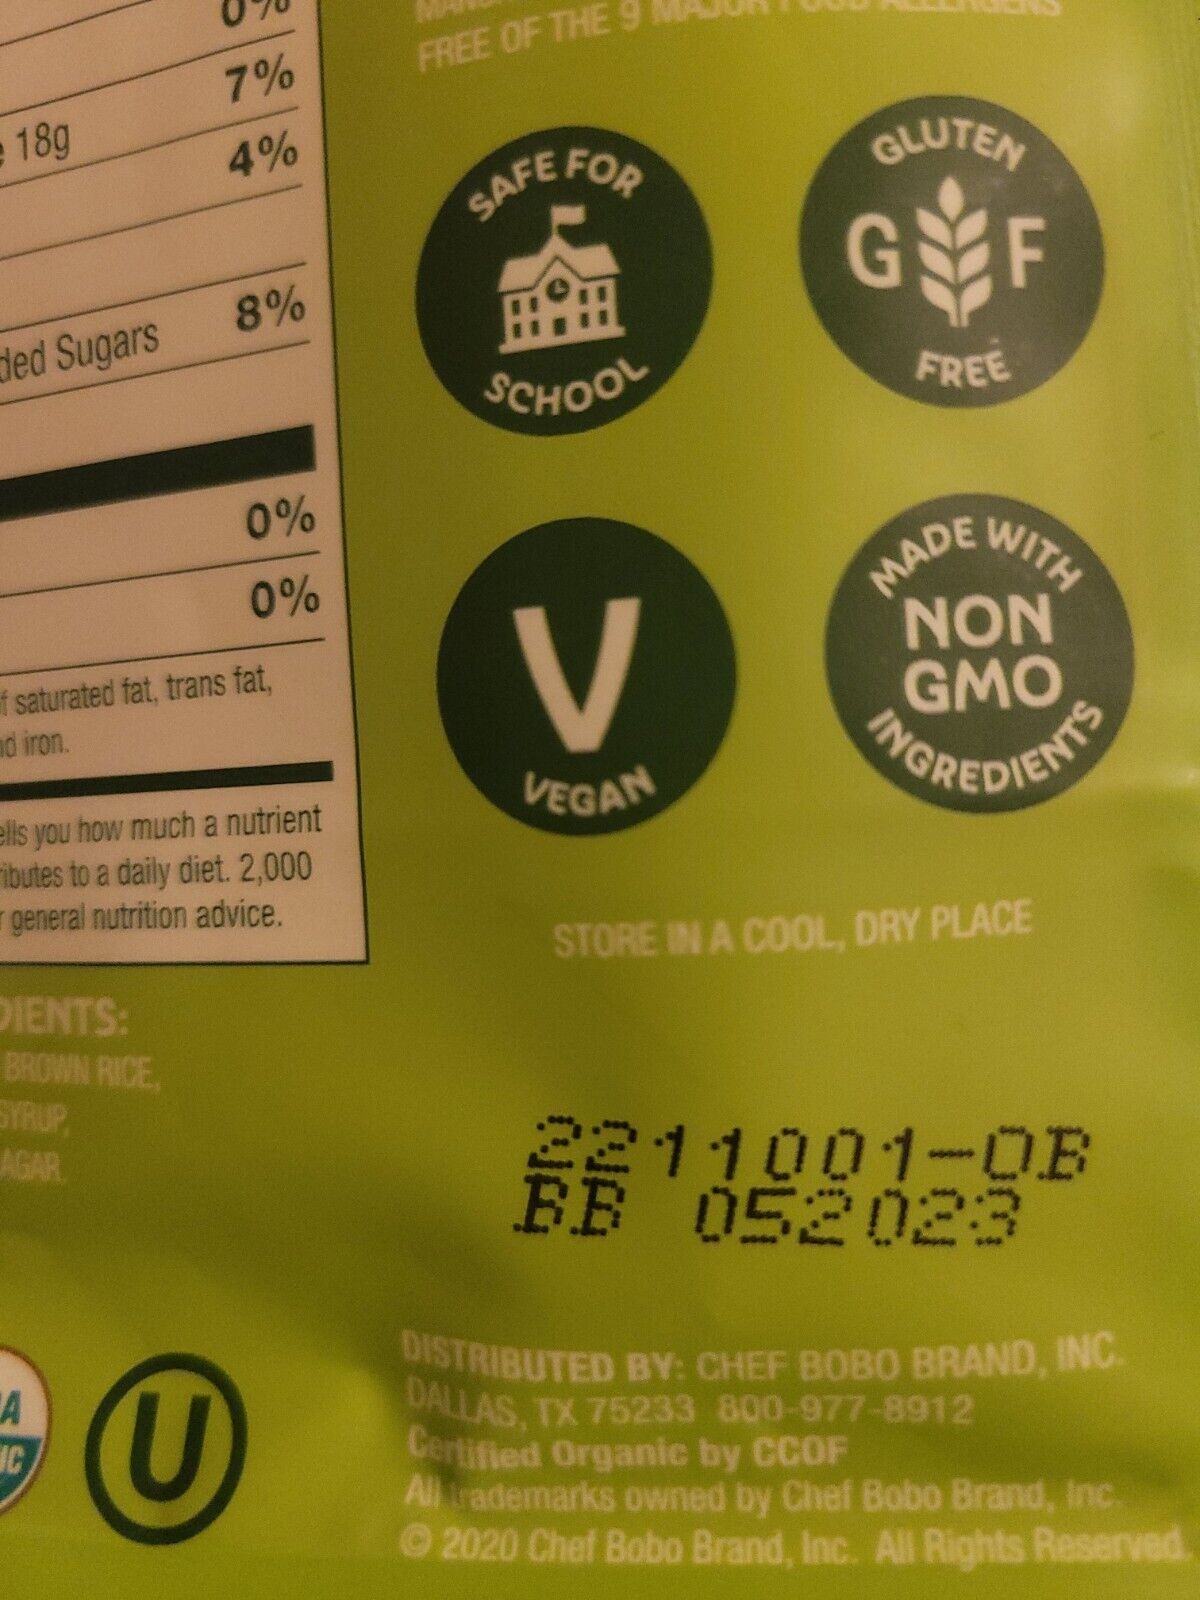 0%
7%
18g
4%
ded Sugars 8%
0%
0%
f saturated fat, trans fat,
nd iron.
ells you how much a nutrient
ributes to a daily diet. 2,000
r general nutrition advice.
DIENTS:
BROWN RICE,
SYRUP,
AGAR.
FREE OF THE 9 MAJOR FOOD ALLERGENS
SAFE FOR
SCHOOL
GLUTEN
G F
FREE
V
VEGAN
MADE WITH
NON
GMO
INGREDIENTS
STORE IN A COOL, DRY PLACE
2211001-OB
BB 052023
A
IC
U
DISTRIBUTED BY: CHEF BOBO BRAND, INC.
DALLAS, TX 75233 800-977-8912
Certified Organic by CCOF
All trademarks owned by Chef Bobo Brand, Inc.
© 2020 Chef Bobo Brand, Inc. All Rights Reserved.